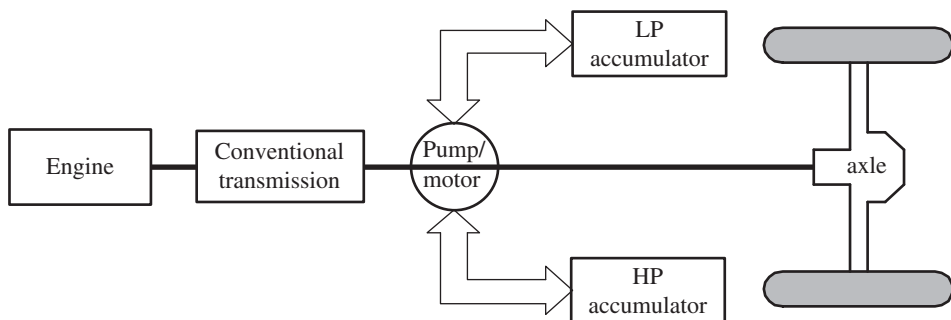 LP
accumulator
Engine
Conventional
transmission
Pump/
motor
axle
HP
accumulator